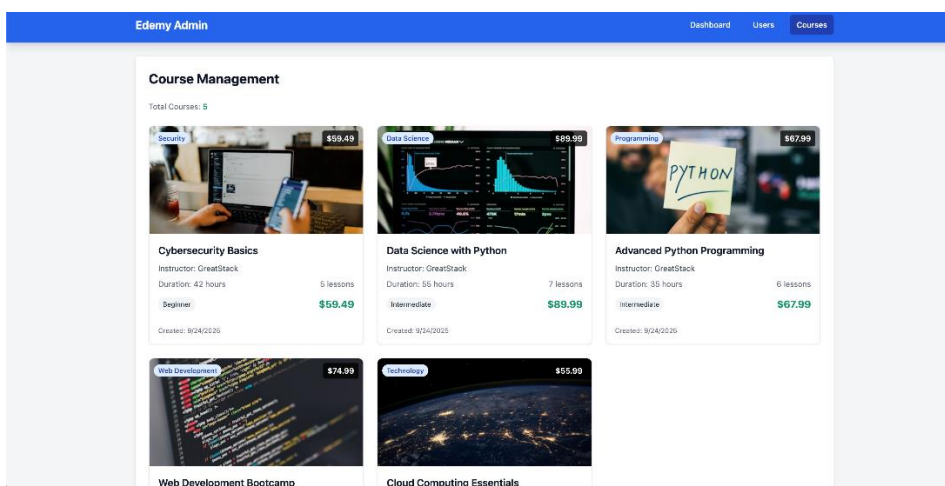 Edemy Admin
Dashboard Users Courses
Course Management
Total Courses: 5
Security $59.49
Data Science $89.99
Programming $67.99
PYTHON
Cybersecurity Basics
Instructor: GreatStack
Duration: 42 hours 5 lessons
Beginner $59.49
Created: 9/24/2025
Data Science with Python
Instructor: GreatStack
Duration: 55 hours 7 lessons
Intermediate $89.99
Created: 9/24/2025
Advanced Python Programming
Instructor: GreatStack
Duration: 35 hours 6 lessons
Intermediate $67.99
Created: 9/24/2025
Web Development $74.99
Technology $55.99
Web Development Bootcamp
Cloud Computing Essentials